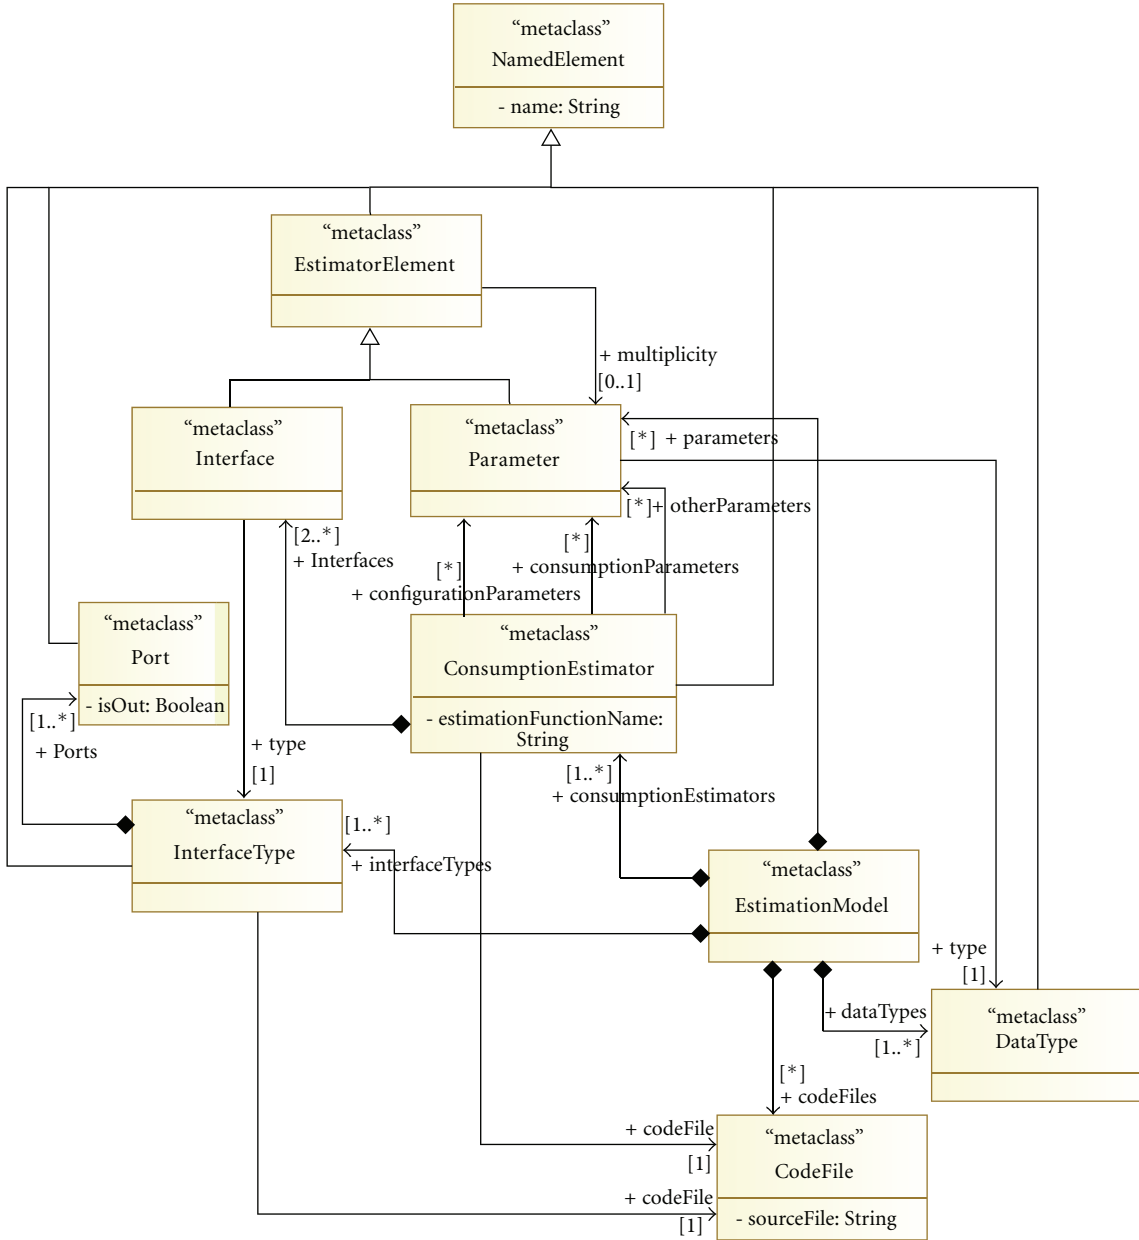 “metaclass”
NamedElement
- name: String
“metaclass”
EstimatorElement
+ multiplicity
[0..1]
“metaclass”
Interface
“metaclass”
Parameter
[*] + parameters
[*]+ otherParameters
[2..*]
+ Interfaces
[*]
+ consumptionParameters
[*]
+ configurationParameters
“metaclass”
Port
- isOut: Boolean
[1..*]
+ Ports
“metaclass”
ConsumptionEstimator
- estimationFunctionName:
String
+ type
[1]
[1..*]
+ consumptionEstimators
“metaclass”
InterfaceType
[1..*]
+ interfaceTypes
“metaclass”
EstimationModel
+ type
[1]
+ dataTypes
[1..*]
“metaclass”
DataType
[*]
+ codeFiles
+ codeFile
[1]
“metaclass”
CodeFile
- sourceFile: String
+ codeFile
[1]